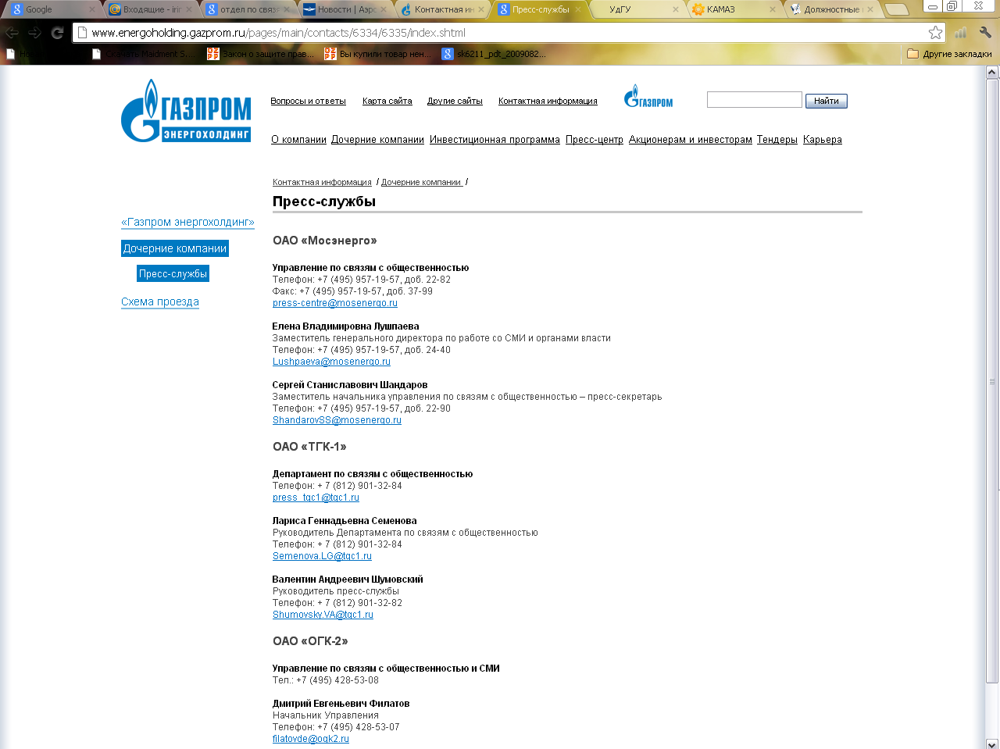 Google
Входящие - irin
отдел по связя
Новости | Аэрс
Контактная ин
Пресс-службы
УдГУ
КАМАЗ
Должностные
www.energoholding.gazprom.ru/pages/main/contacts/6334/6335/index.shtml
Скачать Maidment S....
Закон о защите прав...
Вы купили товар нен...
sk6211_pdt_2009082...
Другие закладки
ГАЗПРОМ
ЭНЕРГОХОЛДИНГ
Вопросы и ответы
Карта сайта
Другие сайты
Контактная информация
ГАЗПРОМ
Найти
О компании Дочерние компании Инвестиционная программа Пресс-центр Акционерам и инвесторам Тендеры Карьера
Контактная информация / Дочерние компании /
Пресс-службы
«Газпром энергохолдинг»
Дочерние компании
Пресс-службы
Схема проезда
ОАО «Мосэнерго»
Управление по связям с общественностью
Телефон: +7 (495) 957-19-57, доб. 22-82
Факс: +7 (495) 957-19-57, доб. 37-99
press-centre@mosenergo.ru
Елена Владимировна Лушпаева
Заместитель генерального директора по работе со СМИ и органами власти
Телефон: +7 (495) 957-19-57, доб. 24-40
Lushpaeva@mosenergo.ru
Сергей Станиславович Шандаров
Заместитель начальника управления по связям с общественностью – пресс-секретарь
Телефон: +7 (495) 957-19-57, доб. 22-90
ShandarovSS@mosenergo.ru
ОАО «ТГК-1»
Департамент по связям с общественностью
Телефон: + 7 (812) 901-32-84
press_tgc1@tgc1.ru
Лариса Геннадьевна Семенова
Руководитель Департамента по связям с общественностью
Телефон: + 7 (812) 901-32-84
Semenova.LG@tgc1.ru
Валентин Андреевич Шумовский
Руководитель пресс-службы
Телефон: + 7 (812) 901-32-82
Shumovsky.VA@tgc1.ru
ОАО «ОГК-2»
Управление по связям с общественностью и СМИ
Тел.: +7 (495) 428-53-08
Дмитрий Евгеньевич Филатов
Начальник Управления
Телефон: +7 (495) 428-53-07
filatovde@ogk2.ru